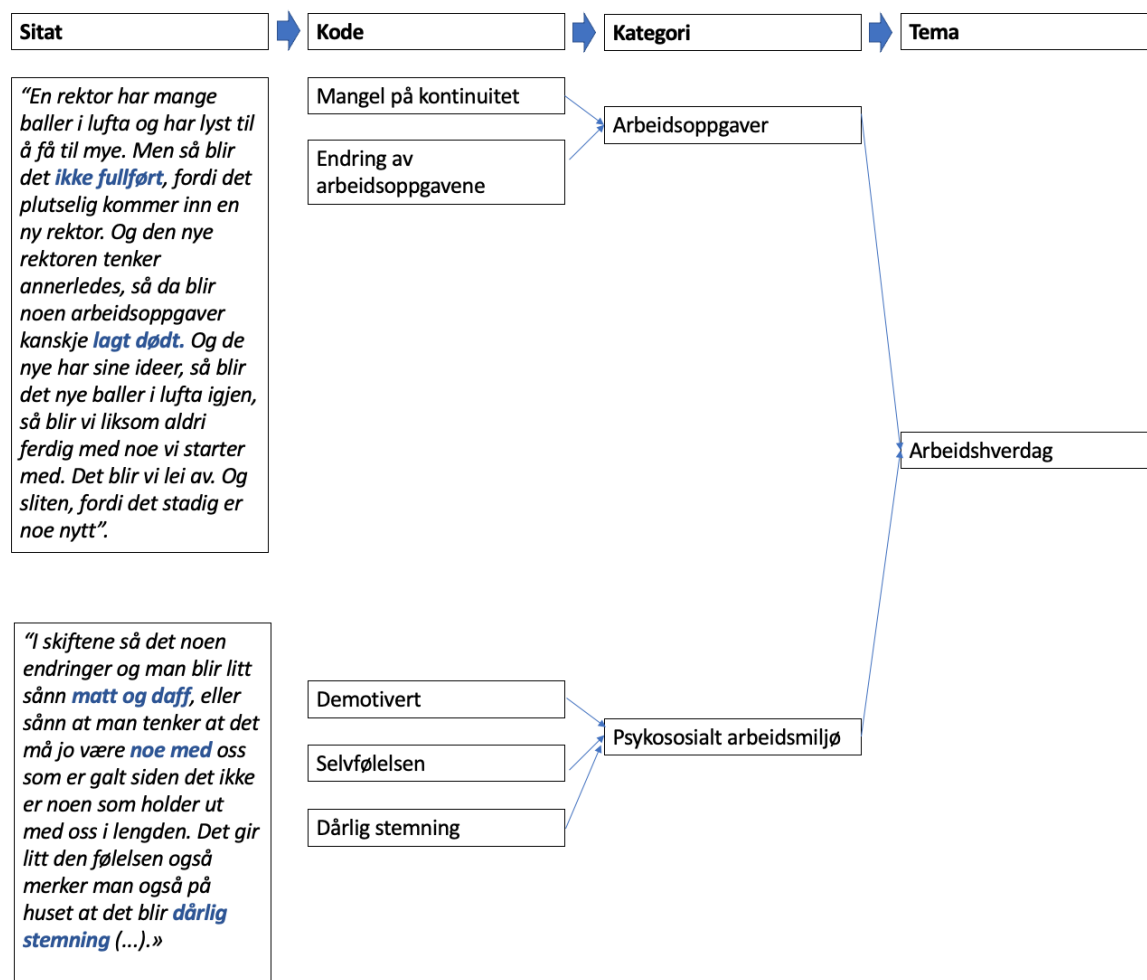 Sitat
Kode
Kategori
Tema
“En rektor har mange
baller i lufta og har lyst til
å få til mye. Men så blir
det ikke fullført, fordi det
plutselig kommer inn en
ny rektor. Og den nye
rektoren tenker
annerledes, så da blir
noen arbeidsoppgaver
kanskje lagt dødt. Og de
nye har sine ideer, så blir
det nye baller i lufta igjen,
så blir vi liksom aldri
ferdig med noe vi starter
med. Det blir vi lei av. Og
sliten, fordi det stadig er
noe nytt”.
Mangel på kontinuitet
Endring av
arbeidsoppgavene
Arbeidsoppgaver
Arbeidshverdag
“I skiftene så det noen
endringer og man blir litt
sånn matt og daff, eller
sånn at man tenker at det
må jo være noe med oss
som er galt siden det ikke
er noen som holder ut
med oss i lengden. Det gir
litt den følelsen også
merker man også på
huset at det blir dårlig
stemning (...).»
Demotivert
Selvfølelsen
Dårlig stemning
Psykososialt arbeidsmiljø